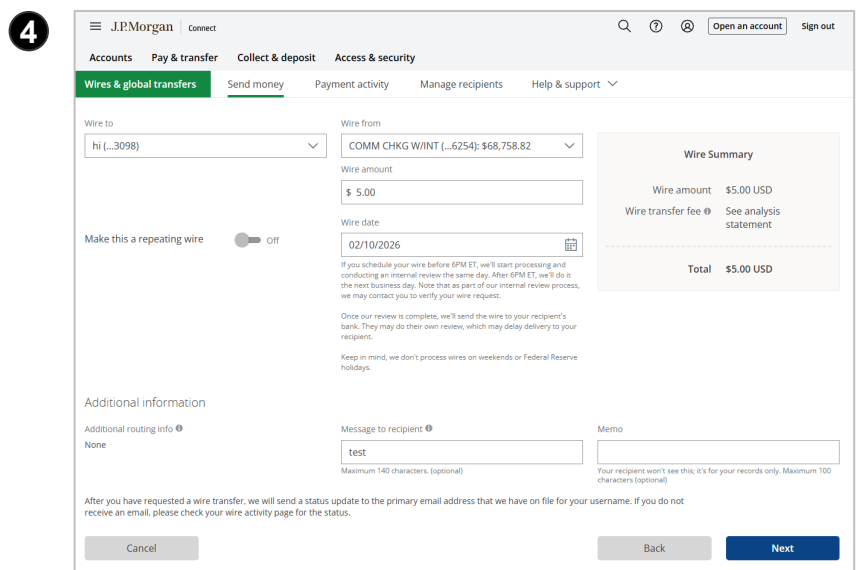 4
J.P.Morgan Connect
Open an account Sign out
Accounts Pay & transfer Collect & deposit Access & security
Wires & global transfers Send money Payment activity Manage recipients Help & support
Wire to
hi (...3098)
Wire from
COMM CHKG W/INT (...6254): $68,758.82
Wire amount
$ 5.00
Make this a repeating wire Off
Wire date
02/10/2026
If you schedule your wire before 6PM ET, we'll start processing and
conducting an internal review the same day. After 6PM ET, we'll do it
the next business day. Note that as part of our internal review process,
we may contact you to verify your wire request.
Once our review is complete, we'll send the wire to your recipient's
bank. They may do their own review, which may delay delivery to your
recipient.
Keep in mind, we don't process wires on weekends or Federal Reserve
holidays.
Wire Summary
Wire amount $5.00 USD
Wire transfer fee See analysis
statement
Total $5.00 USD
Additional information
Additional routing info
None
Message to recipient
test
Maximum 140 characters. (optional)
Memo
Your recipient won't see this; it's for your records only. Maximum 100
characters (optional)
After you have requested a wire transfer, we will send a status update to the primary email address that we have on file for your username. If you do not
receive an email, please check your wire activity page for the status.
Cancel Back Next